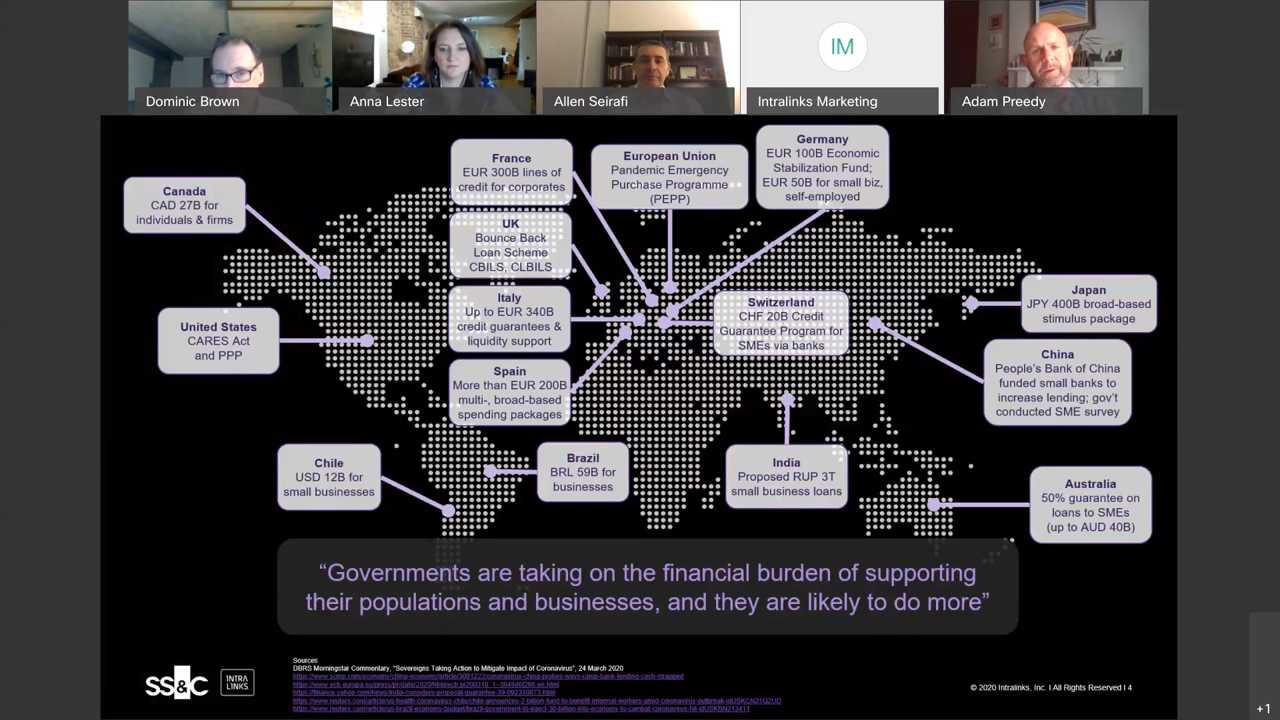 Dominic Brown
Anna Lester
Allen Seirafi
IM
Intralinks Marketing
Adam Preedy
Canada
CAD 27B for
individuals & firms
France
EUR 300B lines of
credit for corporates
European Union
Pandemic Emergency
Purchase Programme
(PEPP)
Germany
EUR 100B Economic
Stabilization Fund;
EUR 50B for small biz,
self-employed
UK
Bounce Back
Loan Scheme
CBILS, CLBILS
United States
CARES Act
and PPP
Italy
Up to EUR 340B
credit guarantees &
liquidity support
Switzerland
CHF 20B Credit
Guarantee Program for
SMEs via banks
Japan
JPY 400B broad-based
stimulus package
Spain
More than EUR 200B
multi-, broad-based
spending packages
China
People's Bank of China
funded small banks to
increase lending; gov't
conducted SME survey
Chile
USD 12B for
small businesses
Brazil
BRL 59B for
businesses
India
Proposed RUP 3T
small business loans
Australia
50% guarantee on
loans to SMEs
(up to AUD 40B)
“Governments are taking on the financial burden of supporting
their populations and businesses, and they are likely to do more”
Sources
DBRS Morningstar Commentary, "Sovereigns Taking Action to Mitigate Impact of Coronavirus", 24 March 2020
SS&C
INTRA
LINKS
© 2020 Intralinks, Inc. I All Rights Reserved I 4
+1